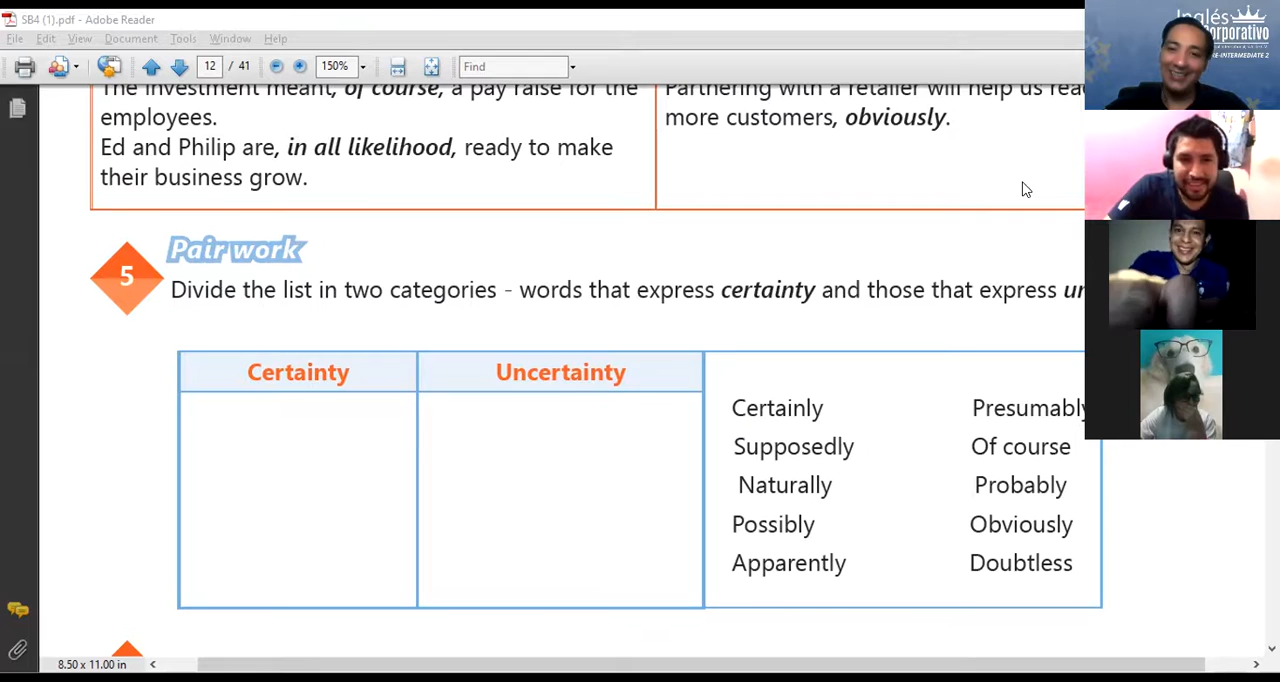 SB4 (1).pdf - Adobe Reader
File Edit View Document Tools Window Help
12 / 41 150% Find
Inglés
Corporativo
The investment meant, of course, a pay raise for the
employees.
Ed and Philip are, in all likelihood, ready to make
their business grow.
Partnering with a retailer will help us
more customers, obviously.
5
Pair work
Divide the list in two categories - words that express certainty and those that express
Certainty Uncertainty
Certainly Presumably
Supposedly Of course
Naturally Probably
Possibly Obviously
Apparently Doubtless
8.50 x 11.00 in